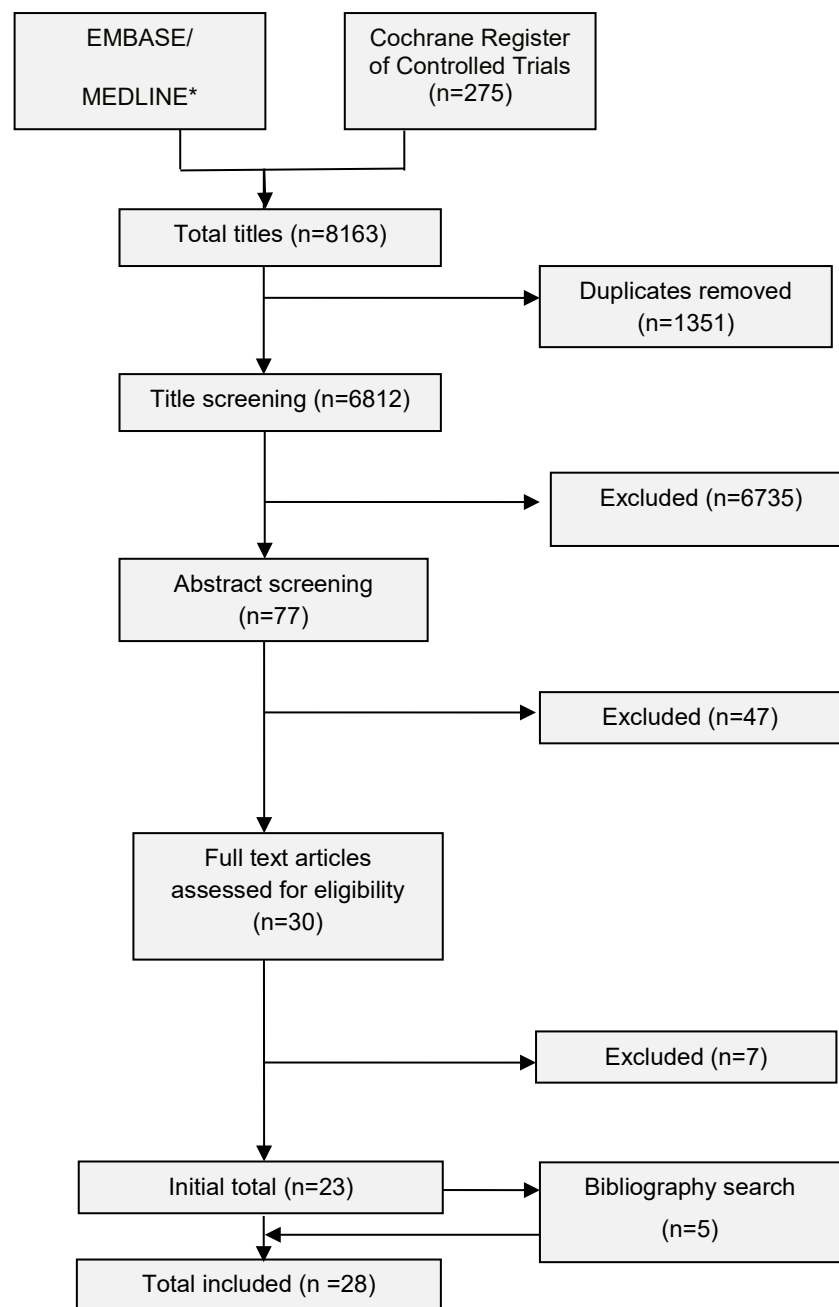 EMBASE/
MEDLINE*
Cochrane Register
of Controlled Trials
(n=275)
Total titles (n=8163)
Duplicates removed
(n=1351)
Title screening (n=6812)
Excluded (n=6735)
Abstract screening
(n=77)
Excluded (n=47)
Full text articles
assessed for eligibility
(n=30)
Excluded (n=7)
Initial total (n=23)
Bibliography search
(n=5)
Total included (n =28)